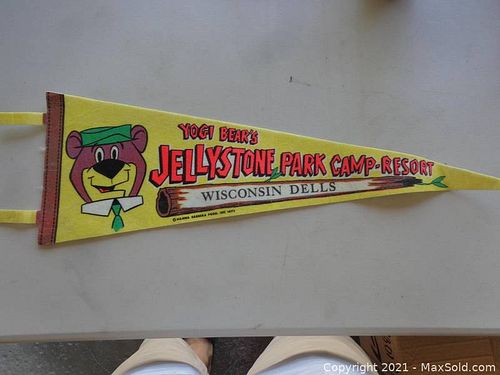 YOGI BEAR'S
JELLYSTONE PARK CAMP-RESORT
WISCONSIN DELLS
Copyright 2021 - MaxSold.com